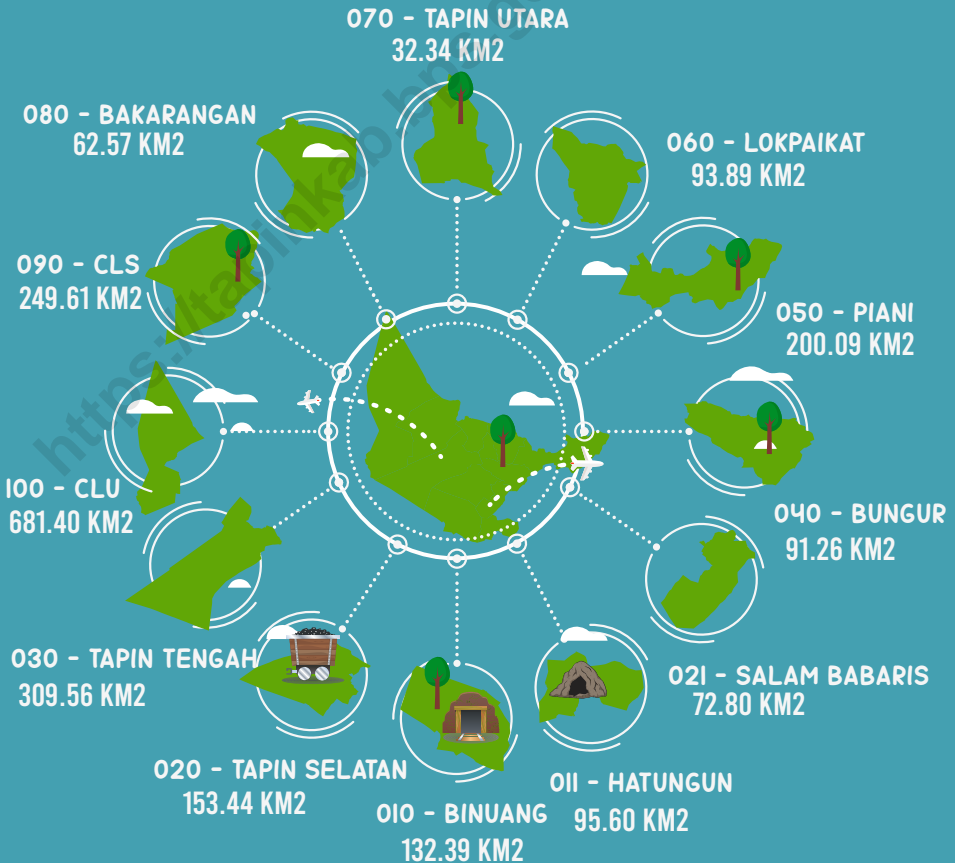 070 - TAPIN UTARA
32.34 KM2
080 - BAKARANGAN
62.57 KM2
060 - LOKPAIKAT
93.89 KM2
090 - CLS
249.61 KM2
050 - PIANI
200.09 KM2
100 - CLU
681.40 KM2
040 - BUNGUR
91.26 KM2
030 - TAPIN TENGAH
309.56 KM2
021 - SALAM BABARIS
72.80 KM2
020 - TAPIN SELATAN
153.44 KM2
010 - BINUANG
132.39 KM2
011 - HATUNGUN
95.60 KM2